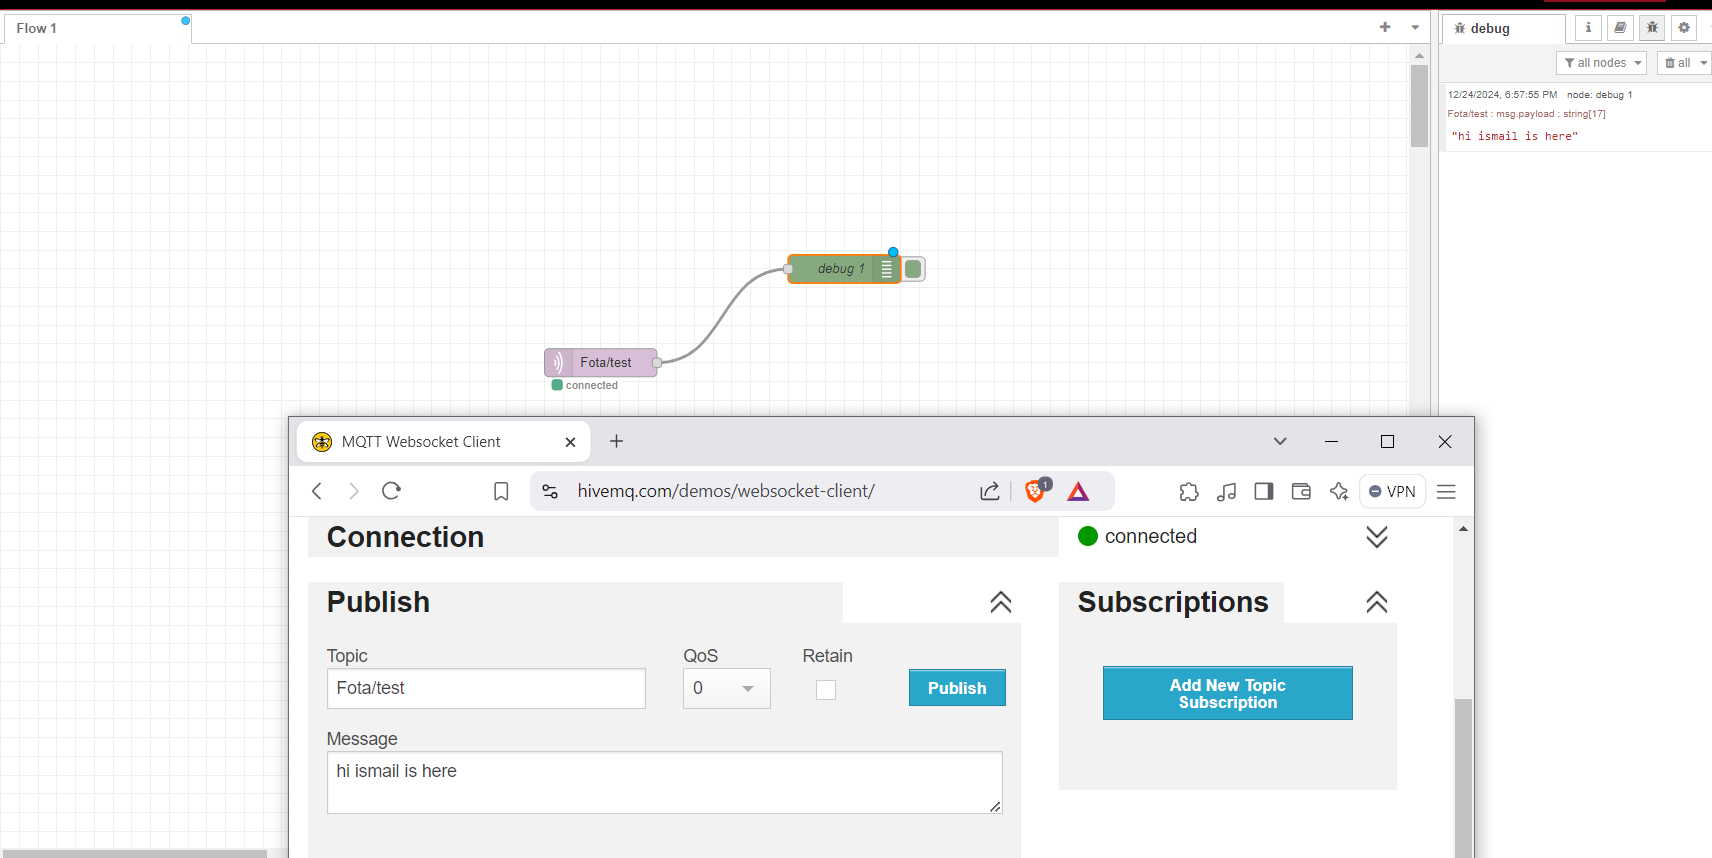 Flow 1
debug
i
all nodes
all
12/24/2024, 6:57:55 PM node: debug 1
Fota/test : msg.payload : string[17]
"hi ismail is here"
debug 1
Fota/test
connected
MQTT Websocket Client
hivemq.com/demos/websocket-client/
1
VPN
Connection
connected
Publish
Subscriptions
Topic
QoS
Retain
Fota/test
0
Publish
Add New Topic
Subscription
Message
hi ismail is here